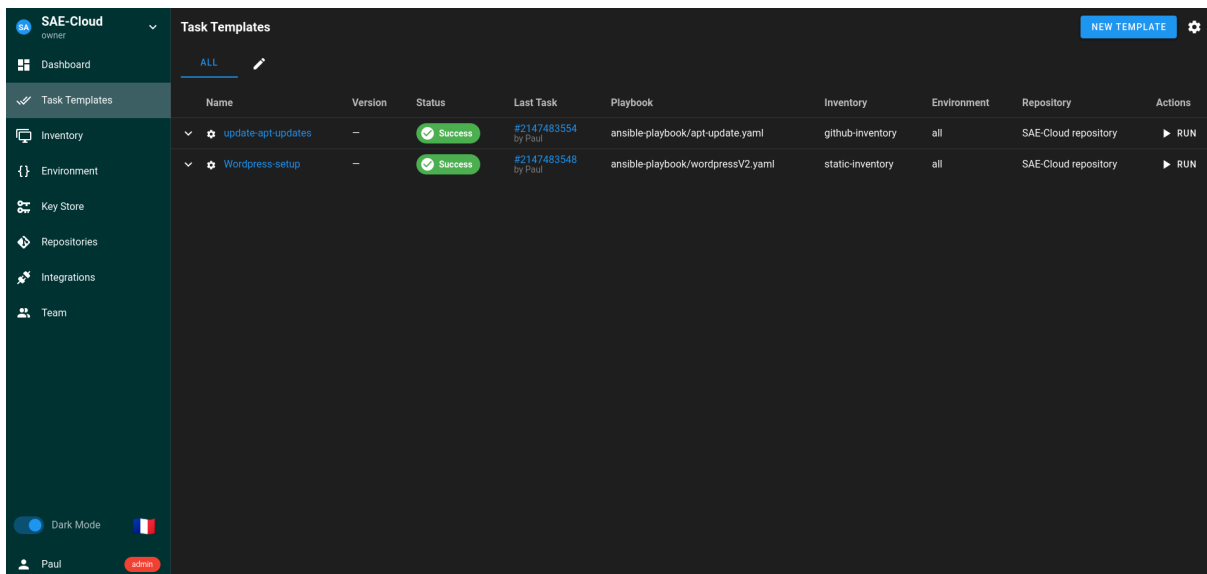 SA
SAE-Cloud
owner
Task Templates
NEW TEMPLATE
Dashboard
Task Templates
Inventory
Environment
Key Store
Repositories
Integrations
Team
ALL
Name Version Status Last Task Playbook Inventory Environment Repository Actions
update-apt-updates — Success #2147483554 ansible-playbook/apt-update.yaml github-inventory all SAE-Cloud repository RUN
by Paul
Wordpress-setup — Success #2147483548 ansible-playbook/wordpressV2.yaml static-inventory all SAE-Cloud repository RUN
by Paul
Dark Mode
Paul admin